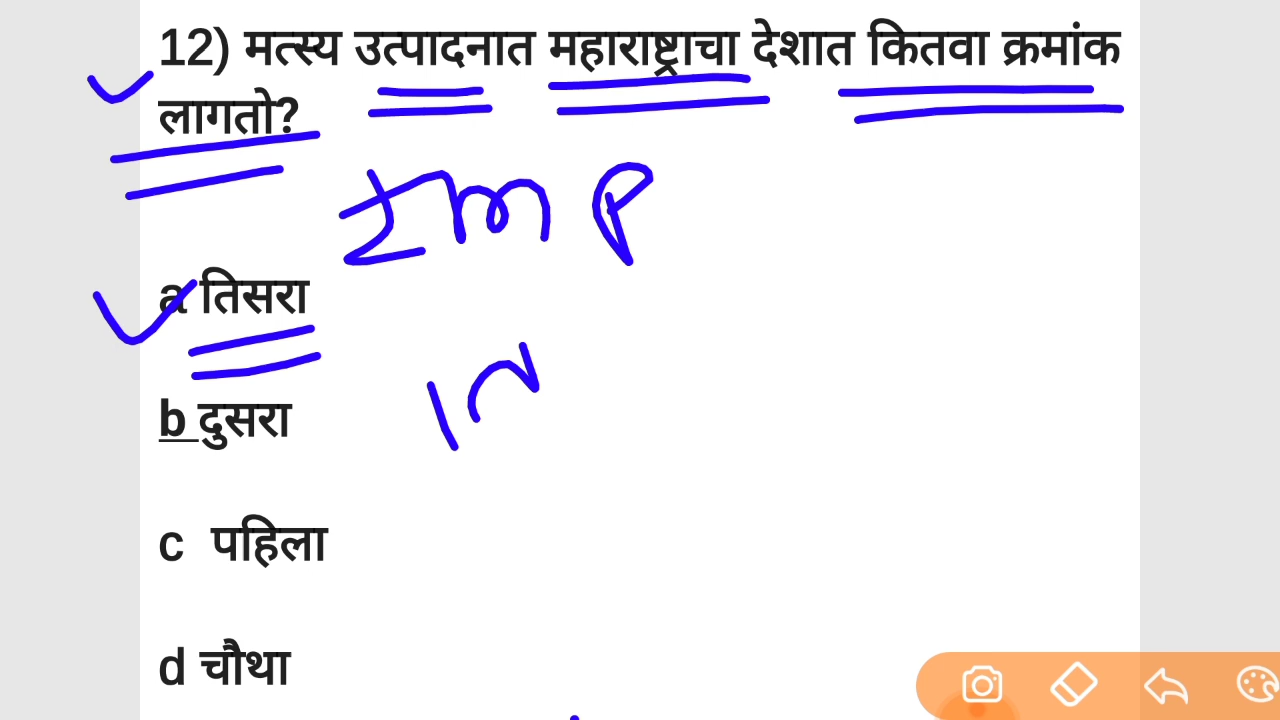 12) मत्स्य उत्पादनात महाराष्ट्राचा देशात कितवा क्रमांक
लागतो?
IMP
a तिसरा
b दुसरा
c पहिला
d चौथा